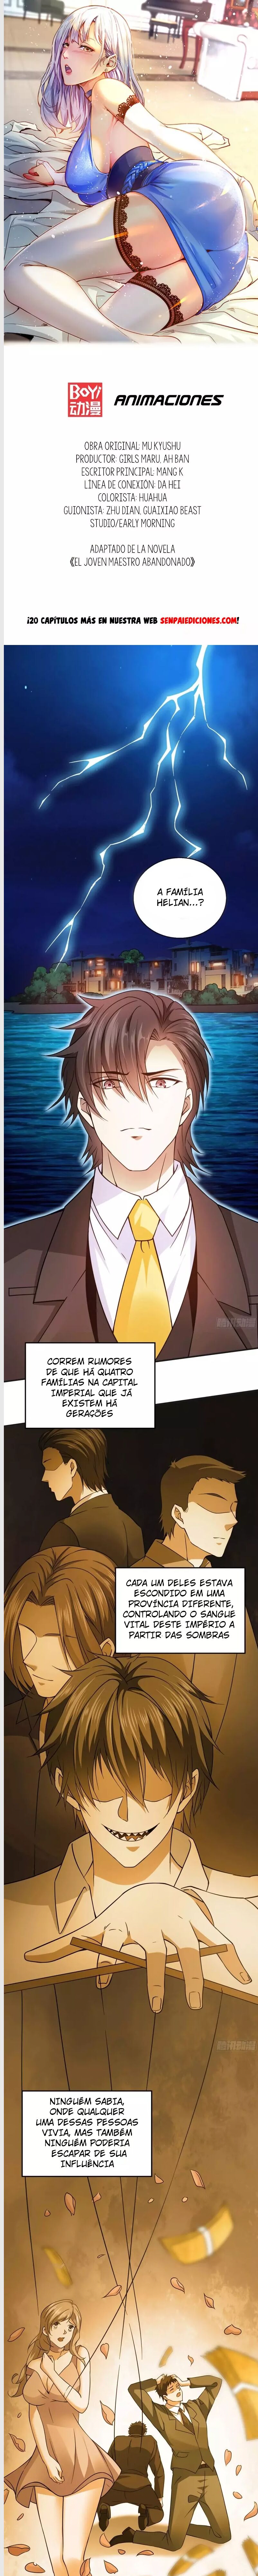 BOYI
动漫
ANIMACIONES
OBRA ORIGINAL: MU KYUSHU
PRODUCTOR: GIRLS MARU, AH BAN
ESCRITOR PRINCIPAL: MANG K
LÍNEA DE CONEXIÓN: DA HEI
COLORISTA: HUAHUA
GUIONISTA: ZHU DIAN, GUAIXIAO BEAST
STUDIO/EARLY MORNING
ADAPTADO DE LA NOVELA
《EL JOVEN MAESTRO ABANDONADO》
¡20 CAPÍTULOS MÁS EN NUESTRA WEB SENPAIEDICIONES.COM!
A FAMÍLIA
HELIAN...?
CORREM RUMORES
DE QUE HÁ QUATRO
FAMÍLIAS NA CAPITAL
IMPERIAL QUE JÁ
EXISTEM HÁ
GERAÇÕES
CADA UM DELES ESTAVA
ESCONDIDO EM UMA
PROVÍNCIA DIFERENTE,
CONTROLANDO O SANGUE
VITAL DESTE IMPÉRIO A
PARTIR DAS SOMBRAS
NINGUÉM SABIA,
ONDE QUALQUER
UMA DESSAS PESSOAS
VIVIA, MAS TAMBÉM
NINGUÉM PODERIA
ESCAPAR DE SUA
INFLUÊNCIA